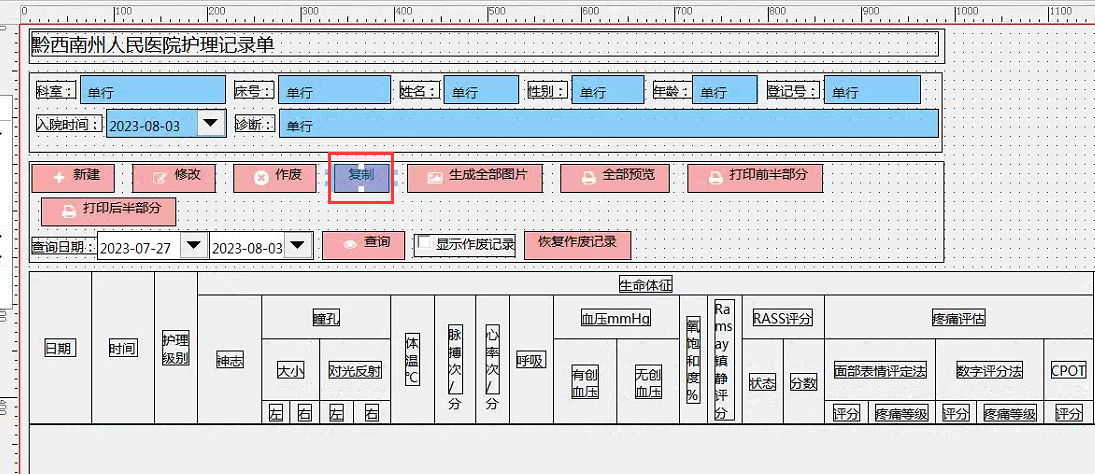 0 100 200 300 400 500 600 700 800 900 1000 1100
黔西南州人民医院护理记录单
科室： 单行 床号： 单行 姓名： 单行 性别： 单行 年龄： 单行 登记号： 单行
入院时间： 2023-08-03 诊断： 单行
新建 修改 作废 复制 生成全部图片 全部预览 打印前半部分
打印后半部分
查询日期： 2023-07-27 2023-08-03 查询 显示作废记录 恢复作废记录
生命体征
日期 时间 护理级别 神志 瞳孔 体温℃ 脉搏次/分 心率次/分 呼吸 血压mmHg 氧饱和度% Ramsay镇静评分 RASS评分 疼痛评估
大小 对光反射 有创血压 无创血压 状态 分数 面部表情评定法 数字评分法 CPOT
左 右 左 右 评分 疼痛等级 评分 疼痛等级 评分